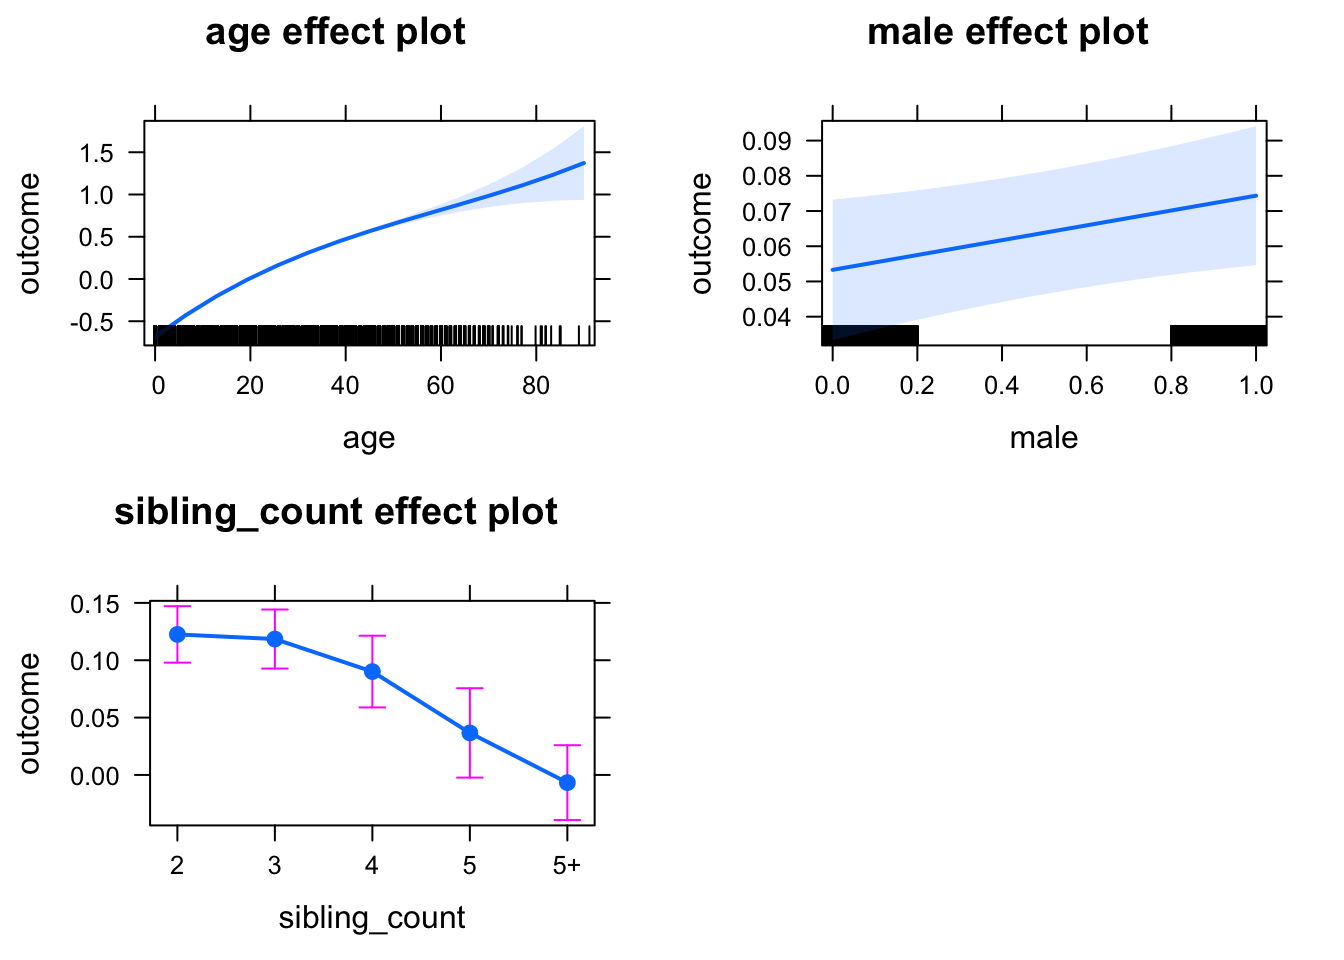 age effect plot
outcome
1.5
1.0
0.5
0.0
-0.5
0 20 40 60 80
age
male effect plot
outcome
0.09
0.08
0.07
0.06
0.05
0.04
0.0 0.2 0.4 0.6 0.8 1.0
male
sibling_count effect plot
outcome
0.15
0.10
0.05
0.00
2 3 4 5 5+
sibling_count